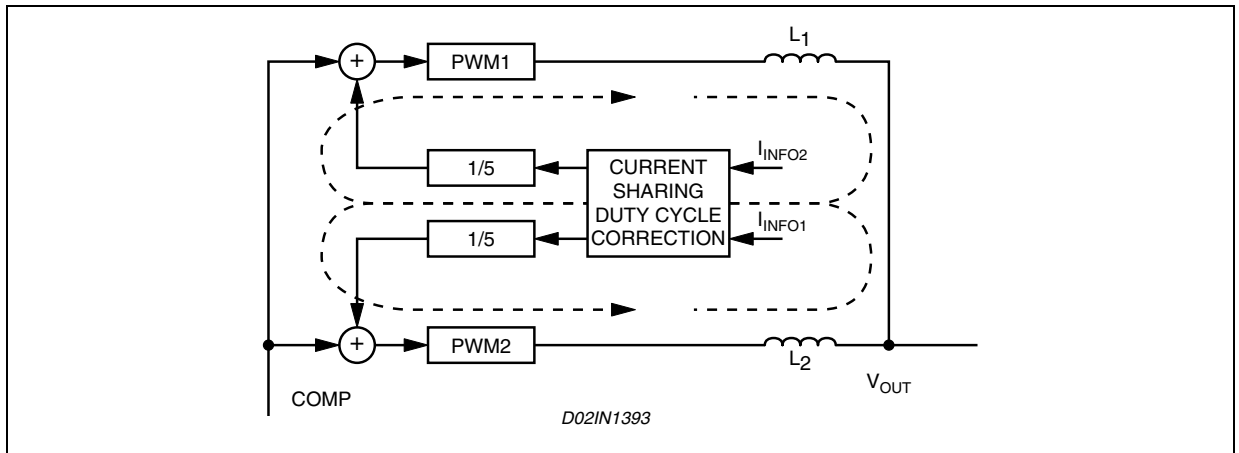 L1
+
PWM1
1/5
CURRENT
SHARING
DUTY CYCLE
CORRECTION
IINFO2
1/5
IINFO1
+
PWM2
L2
VOUT
COMP
D02IN1393